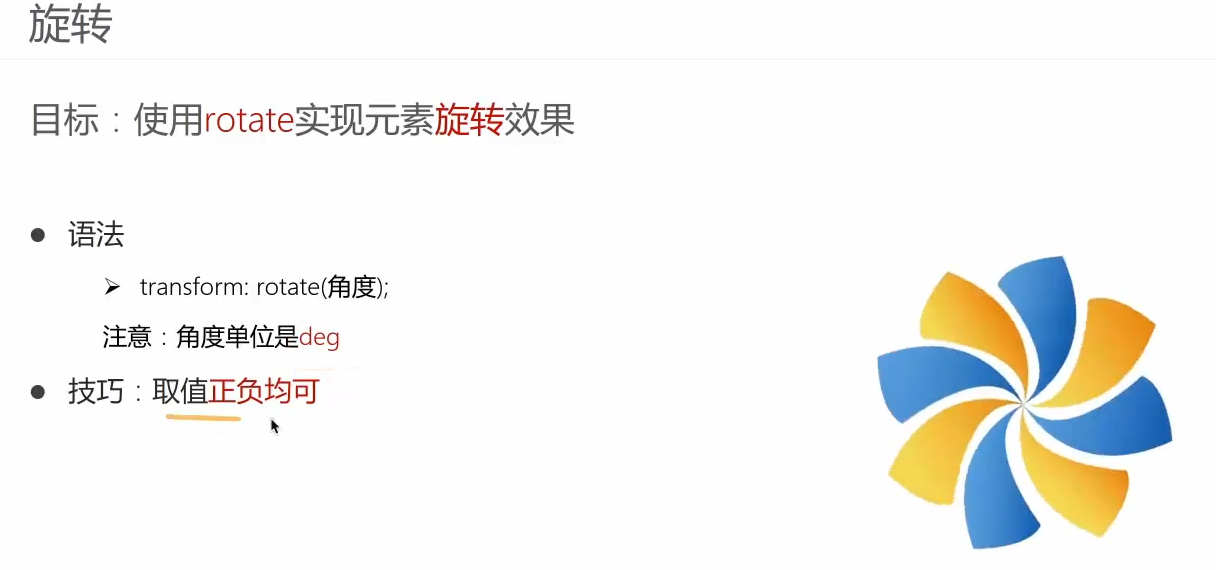 旋转
目标：使用rotate实现元素旋转效果
语法
transform: rotate(角度);
注意：角度单位是deg
技巧：取值正负均可